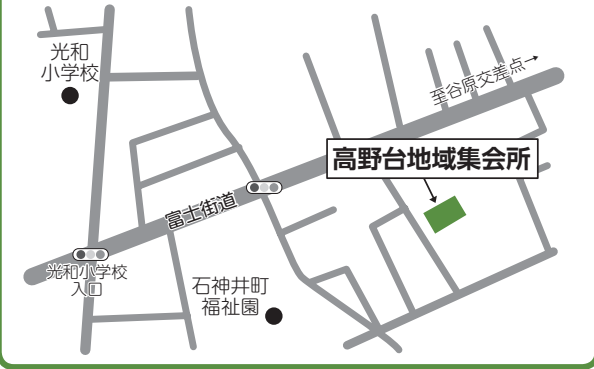 光和
小学校
至谷原交差点→
高野台地域集会所
富士街道
光和小学校
入口
石神井町
福祉園